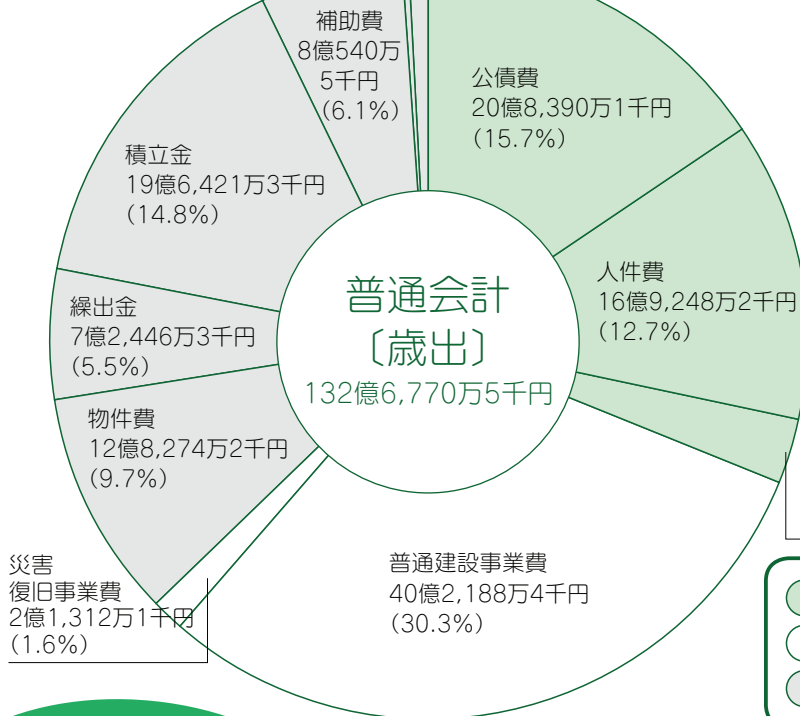 補助費
8億540万
5千円
(6.1%)
公債費
20億8,390万1千円
(15.7%)
積立金
19億6,421万3千円
(14.8%)
人件費
16億9,248万2千円
(12.7%)
普通会計
〔歳出〕
132億6,770万5千円
繰出金
7億2,446万3千円
(5.5%)
物件費
12億8,274万2千円
(9.7%)
災害
復旧事業費
2億1,312万1千円
(1.6%)
普通建設事業費
40億2,188万4千円
(30.3%)